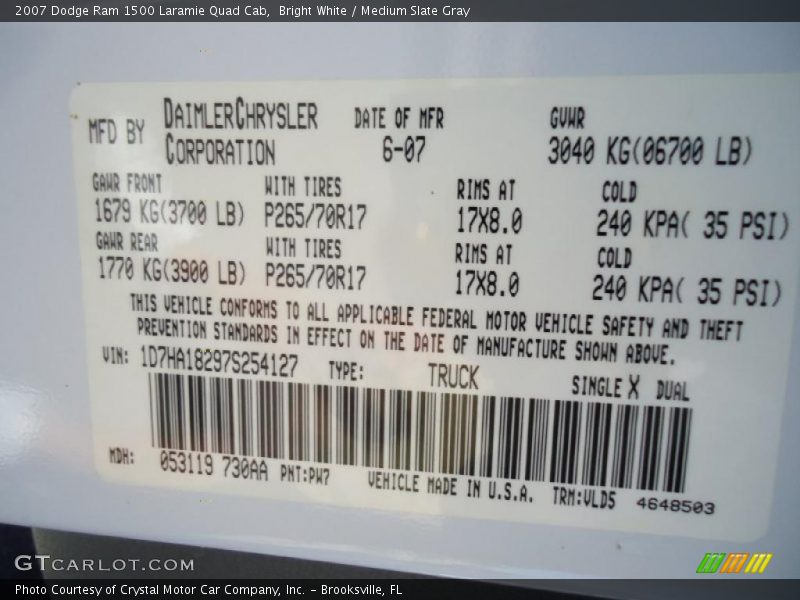 2007 Dodge Ram 1500 Laramie Quad Cab, Bright White / Medium Slate Gray
MFD BY DAIMLERCHRYSLER CORPORATION DATE OF MFR 6-07 GVWR 3040 KG(06700 LB)
GAWR FRONT WITH TIRES RIMS AT COLD
1679 KG(3700 LB) P265/70R17 17X8.0 240 KPA( 35 PSI)
GAWR REAR WITH TIRES RIMS AT COLD
1770 KG(3900 LB) P265/70R17 17X8.0 240 KPA( 35 PSI)
THIS VEHICLE CONFORMS TO ALL APPLICABLE FEDERAL MOTOR VEHICLE SAFETY AND THEFT
PREVENTION STANDARDS IN EFFECT ON THE DATE OF MANUFACTURE SHOWN ABOVE.
VIN: 1D7HA18297S254127 TYPE: TRUCK SINGLE X DUAL
MDH: 053119 730AA PNT:PW7 VEHICLE MADE IN U.S.A. TRM:VLD5 4648503
GTCARLOT.COM
Photo Courtesy of Crystal Motor Car Company, Inc. – Brooksville, FL